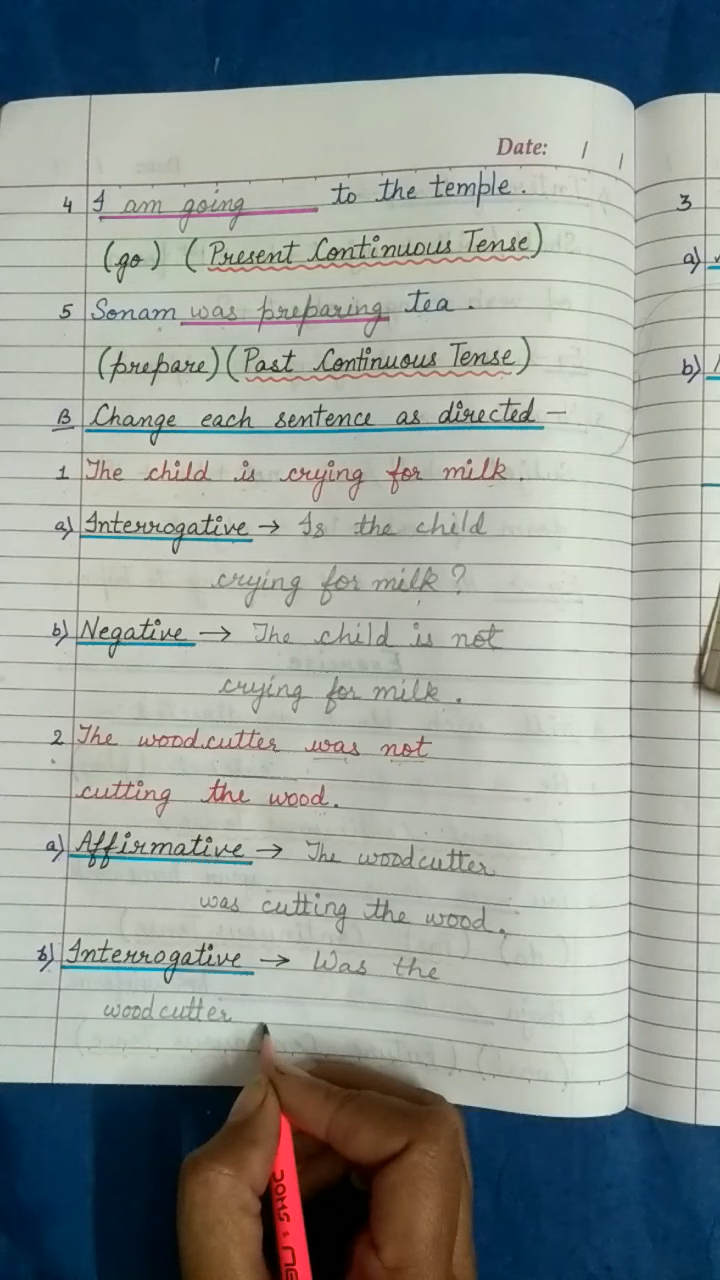 Date: / /
4 I am going to the temple.
(go) (Present Continuous Tense)
5 Sonam was preparing tea.
(prepare) (Past Continuous Tense)
B Change each sentence as directed –
1 The child is crying for milk.
a) Interrogative → Is the child
crying for milk?
b) Negative → The child is not
crying for milk.
2 The woodcutter was not
cutting the wood.
a) Affirmative → The woodcutter
was cutting the wood.
b) Interrogative → Was the
woodcutter
3
a)
b)
DOMS